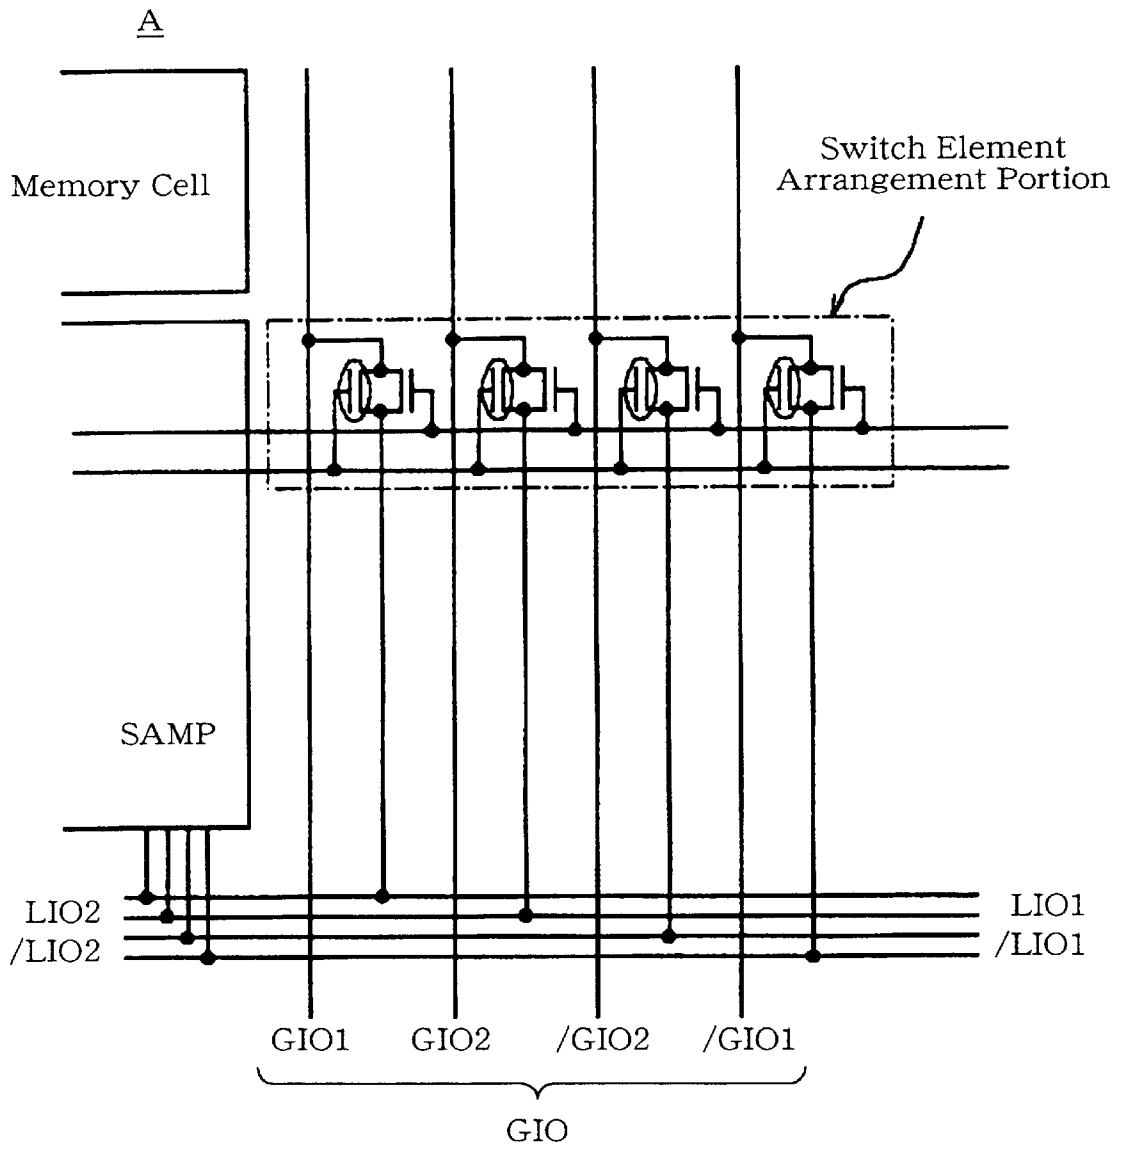 A
Memory Cell
Switch Element
Arrangement Portion
SAMP
LIO2
/LIO2
LIO1
/LIO1
GIO1
GIO2
/GIO2
/GIO1
GIO